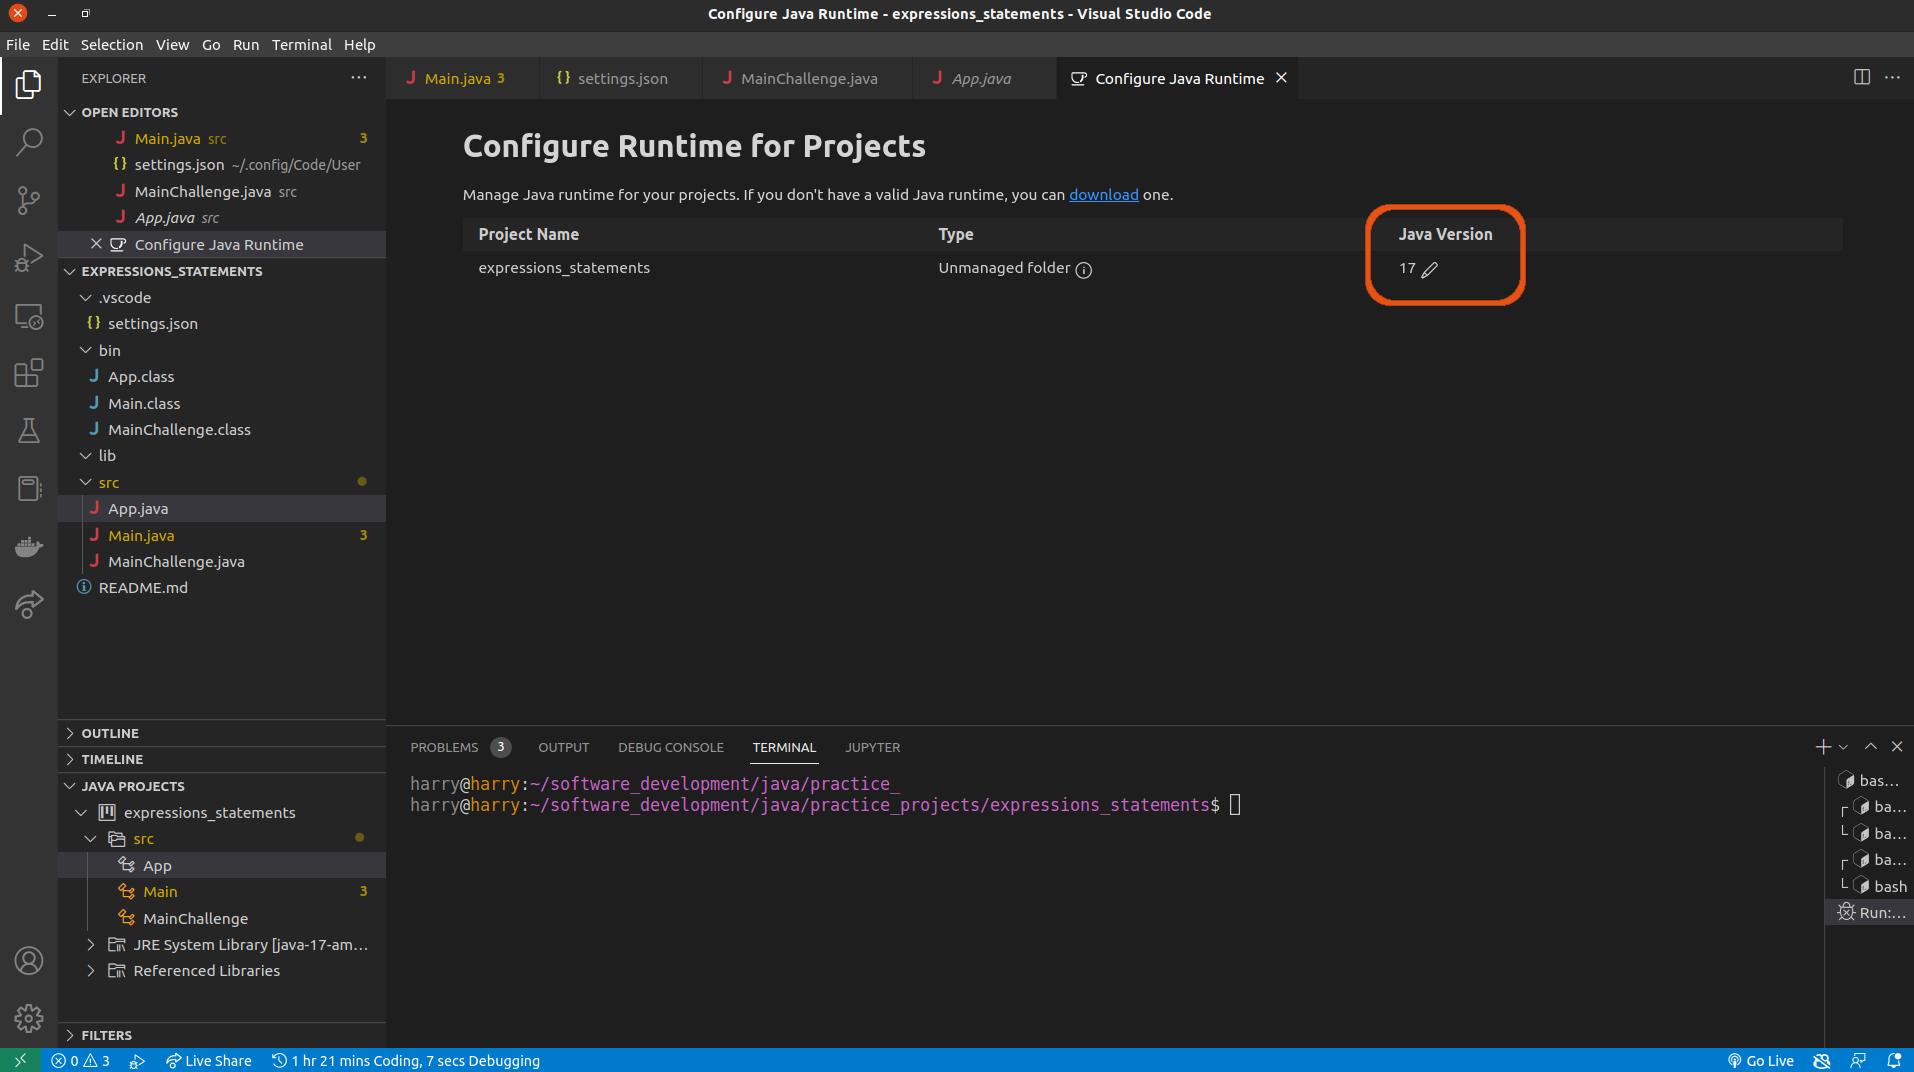 Configure Java Runtime - expressions_statements - Visual Studio Code
File Edit Selection View Go Run Terminal Help
EXPLORER
Main.java 3
settings.json
MainChallenge.java
App.java
Configure Java Runtime
OPEN EDITORS
Main.java src 3
settings.json ~/.config/Code/User
MainChallenge.java src
App.java src
Configure Java Runtime
EXPRESSIONS_STATEMENTS
.vscode
settings.json
bin
App.class
Main.class
MainChallenge.class
lib
src
App.java
Main.java 3
MainChallenge.java
README.md
OUTLINE
TIMELINE
JAVA PROJECTS
expressions_statements
src
App
Main 3
MainChallenge
JRE System Library [java-17-am...
Referenced Libraries
FILTERS
Configure Runtime for Projects
Manage Java runtime for your projects. If you don't have a valid Java runtime, you can download one.
Project Name Type Java Version
expressions_statements Unmanaged folder 17
PROBLEMS 3 OUTPUT DEBUG CONSOLE TERMINAL JUPYTER
harry@harry:~/software_development/java/practice_
harry@harry:~/software_development/java/practice_projects/expressions_statements$
bas...
ba...
ba...
ba...
bash
Run:...
0 3 Live Share 1 hr 21 mins Coding, 7 secs Debugging Go Live